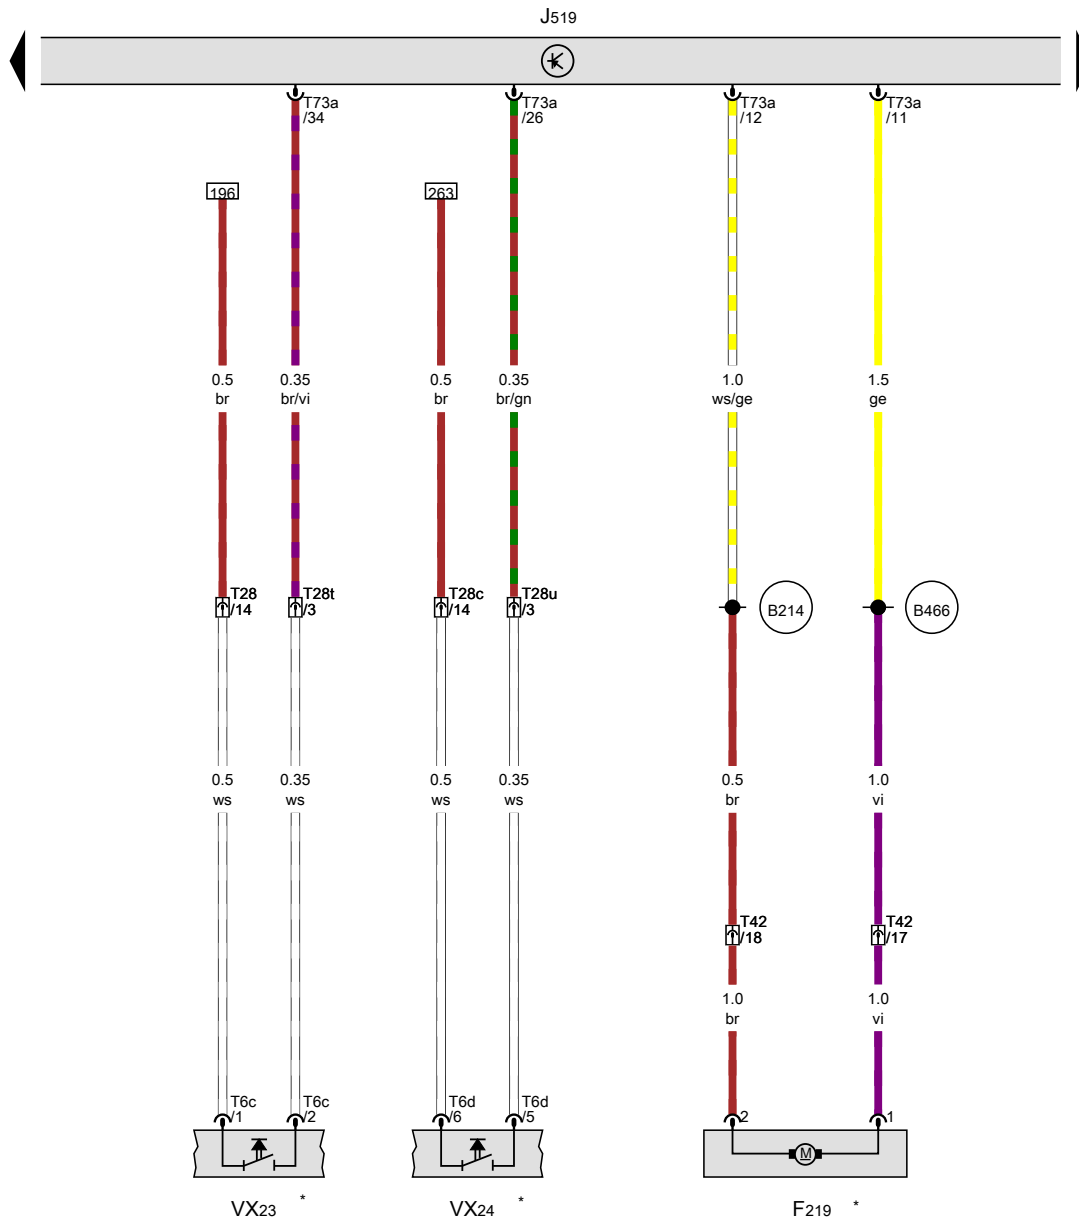 J519
T73a
/34
T73a
/26
T73a
/12
T73a
/11
196
263
0.5
br
0.35
br/vi
0.5
br
0.35
br/gn
1.0
ws/ge
1.5
ge
T28
/14
T28t
/3
T28c
/14
T28u
/3
B214
B466
0.5
ws
0.35
ws
0.5
ws
0.35
ws
0.5
br
1.0
vi
T42
/18
T42
/17
1.0
br
1.0
vi
T6c
/1
T6c
/2
T6d
/6
T6d
/5
2
1
M
VX23 *
VX24 *
F219 *